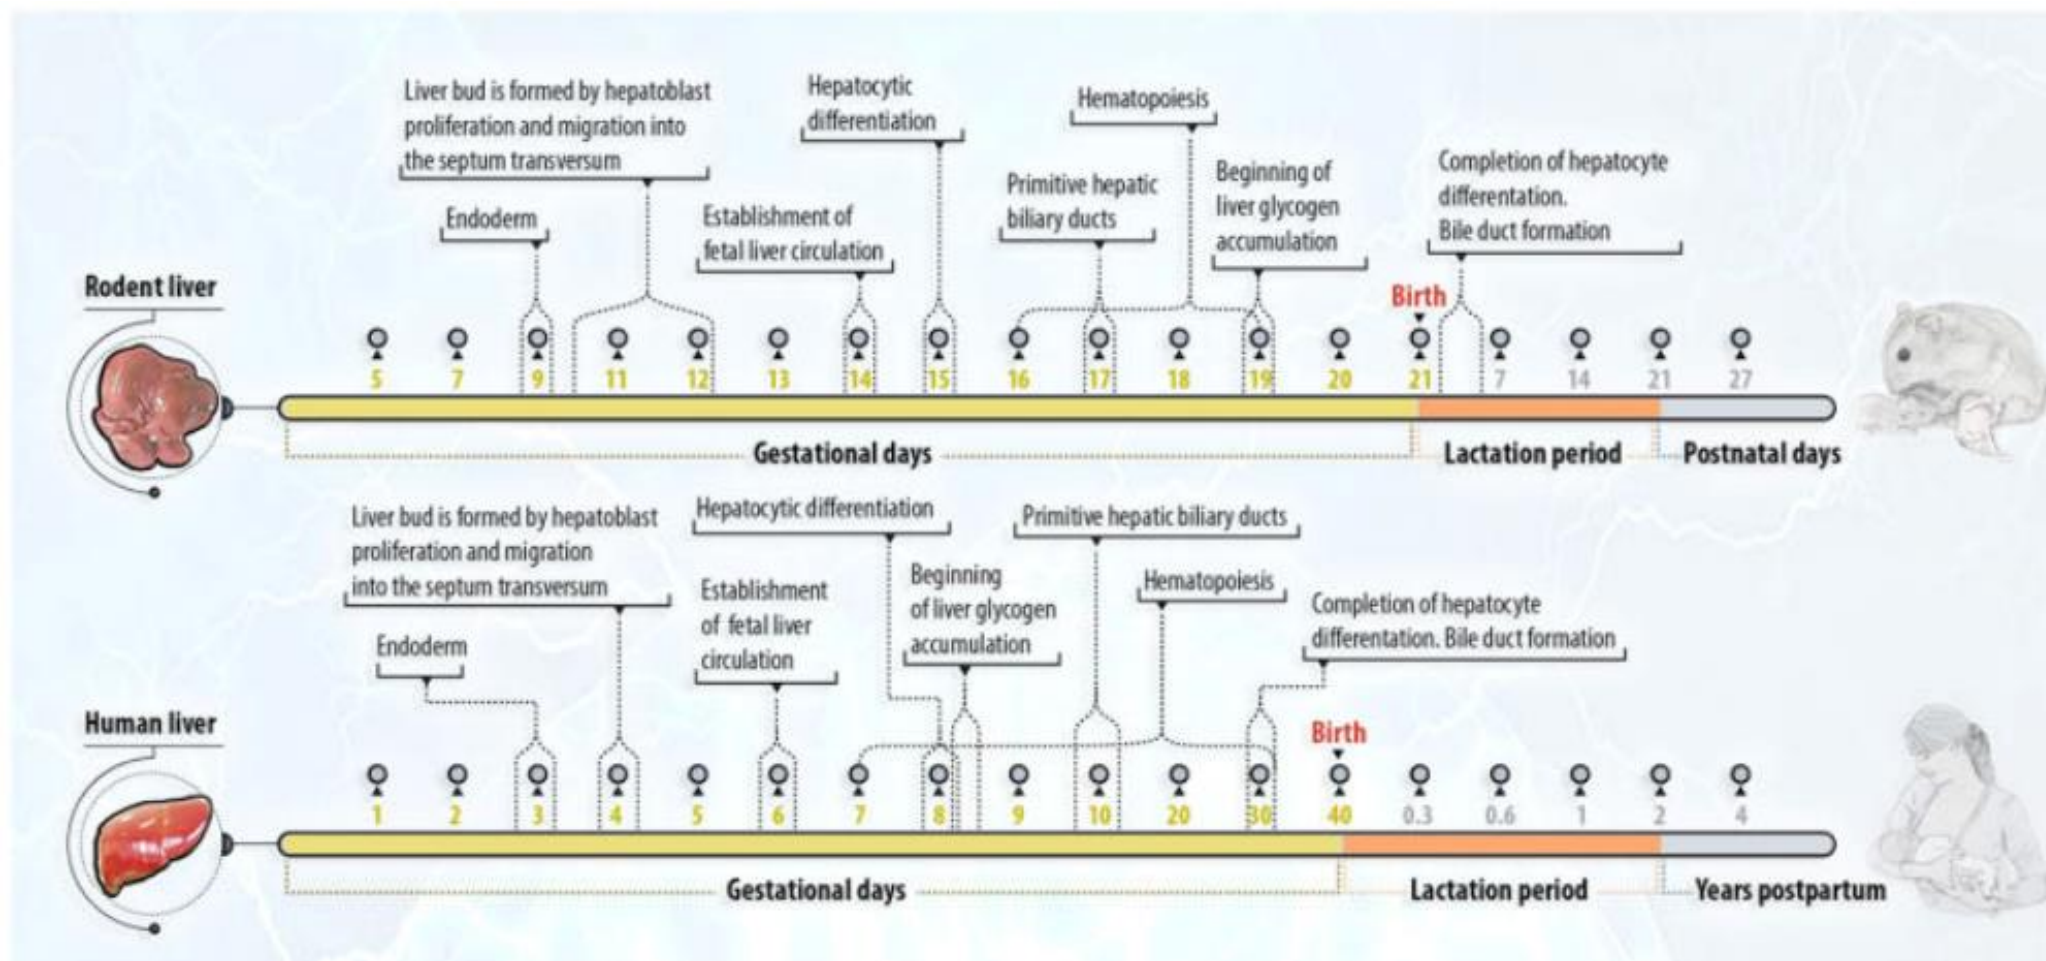 Liver bud is formed by hepatoblast
proliferation and migration into
the septum transversum
Hepatocytic
differentiation
Hematopoiesis
Endoderm
Establishment of
fetal liver circulation
Primitive hepatic
biliary ducts
Beginning of
liver glycogen
accumulation
Completion of hepatocyte
differentation.
Bile duct formation
Rodent liver
Birth
5 7 9 11 12 13 14 15 16 17 18 19 20 21 7 14 21 27
Gestational days Lactation period Postnatal days
Liver bud is formed by hepatoblast
proliferation and migration
into the septum transversum
Hepatocytic differentiation
Primitive hepatic biliary ducts
Endoderm
Establishment
of fetal liver
circulation
Beginning
of liver glycogen
accumulation
Hematopoiesis
Completion of hepatocyte
differentation. Bile duct formation
Human liver
Birth
1 2 3 4 5 6 7 8 9 10 20 30 40 0.3 0.6 1 2 4
Gestational days Lactation period Years postpartum